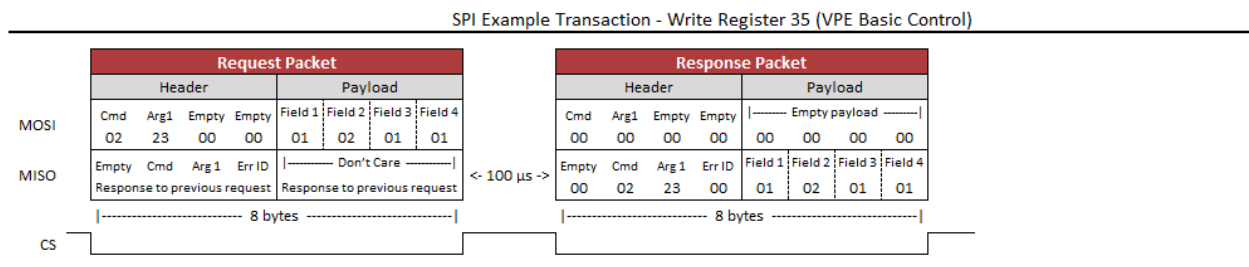 SPI Example Transaction - Write Register 35 (VPE Basic Control)
Request Packet Response Packet
Header Payload Header Payload
MOSI Cmd Arg1 Empty Empty Field 1 Field 2 Field 3 Field 4 Cmd Arg1 Empty Empty |--------- Empty payload ---------|
02 23 00 00 01 02 01 01 00 00 00 00 00 00 00 00
MISO Empty Cmd Arg 1 Err ID |------------ Don't Care ------------| <- 100 µs -> Empty Cmd Arg 1 Err ID Field 1 Field 2 Field 3 Field 4
Response to previous request Response to previous request 00 02 23 00 01 02 01 01
|---------------------------- 8 bytes ----------------------------| |---------------------------- 8 bytes ----------------------------|
CS